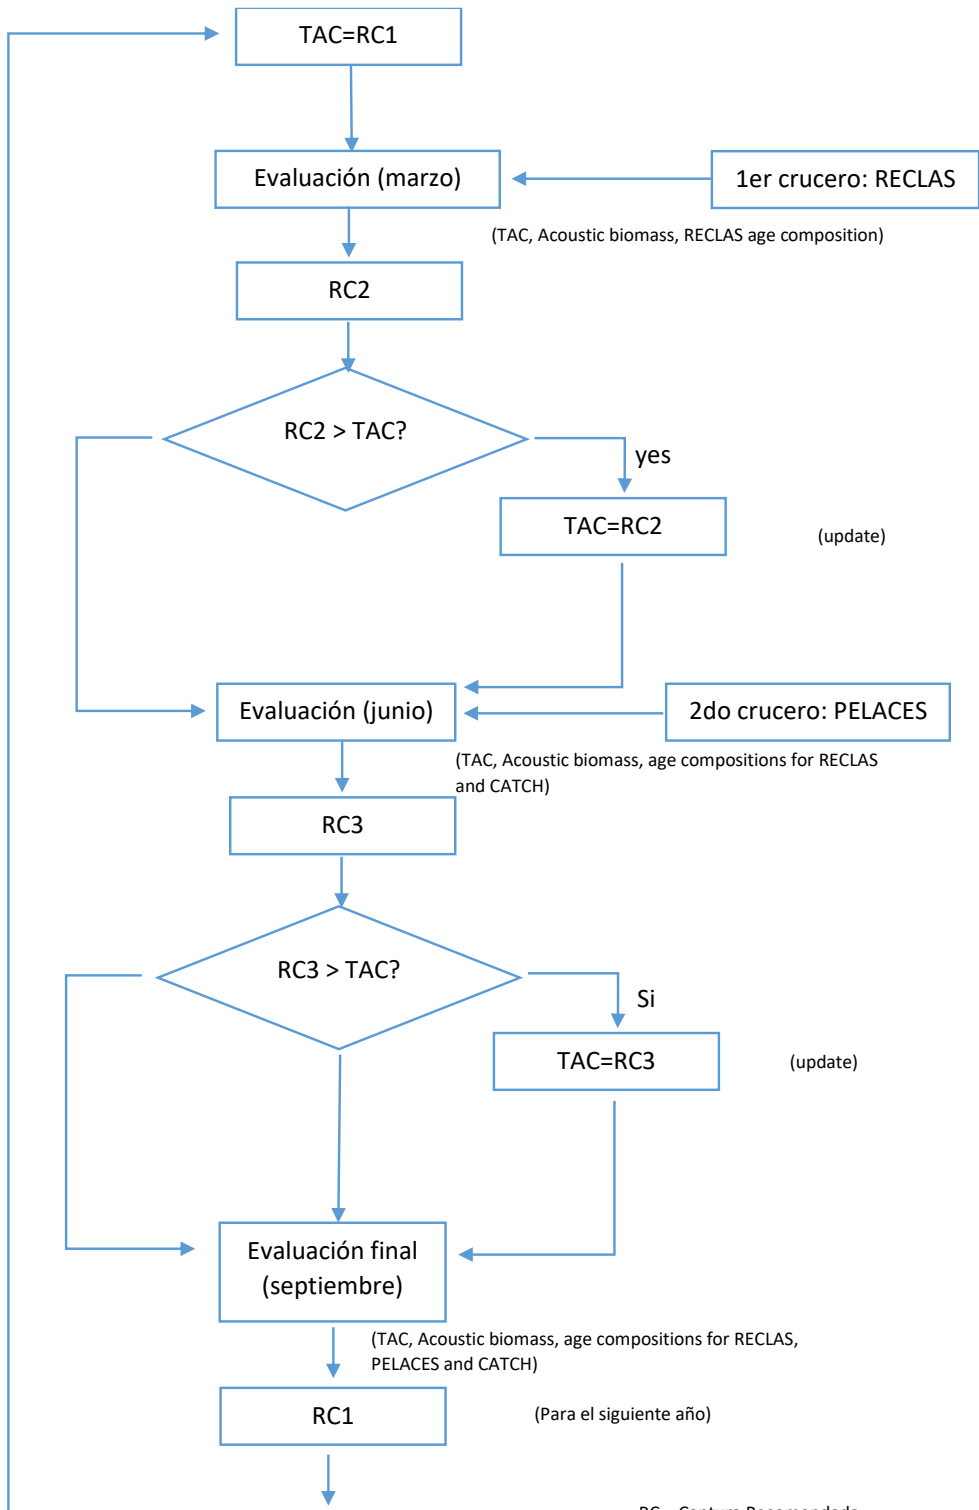 TAC=RC1
Evaluación (marzo)
1er crucero: RECLAS
(TAC, Acoustic biomass, RECLAS age composition)
RC2
RC2 > TAC?
yes
TAC=RC2
(update)
Evaluación (junio)
2do crucero: PELACES
(TAC, Acoustic biomass, age compositions for RECLAS
and CATCH)
RC3
RC3 > TAC?
Si
TAC=RC3
(update)
Evaluación final
(septiembre)
(TAC, Acoustic biomass, age compositions for RECLAS,
PELACES and CATCH)
RC1
(Para el siguiente año)
Captura Recomendada